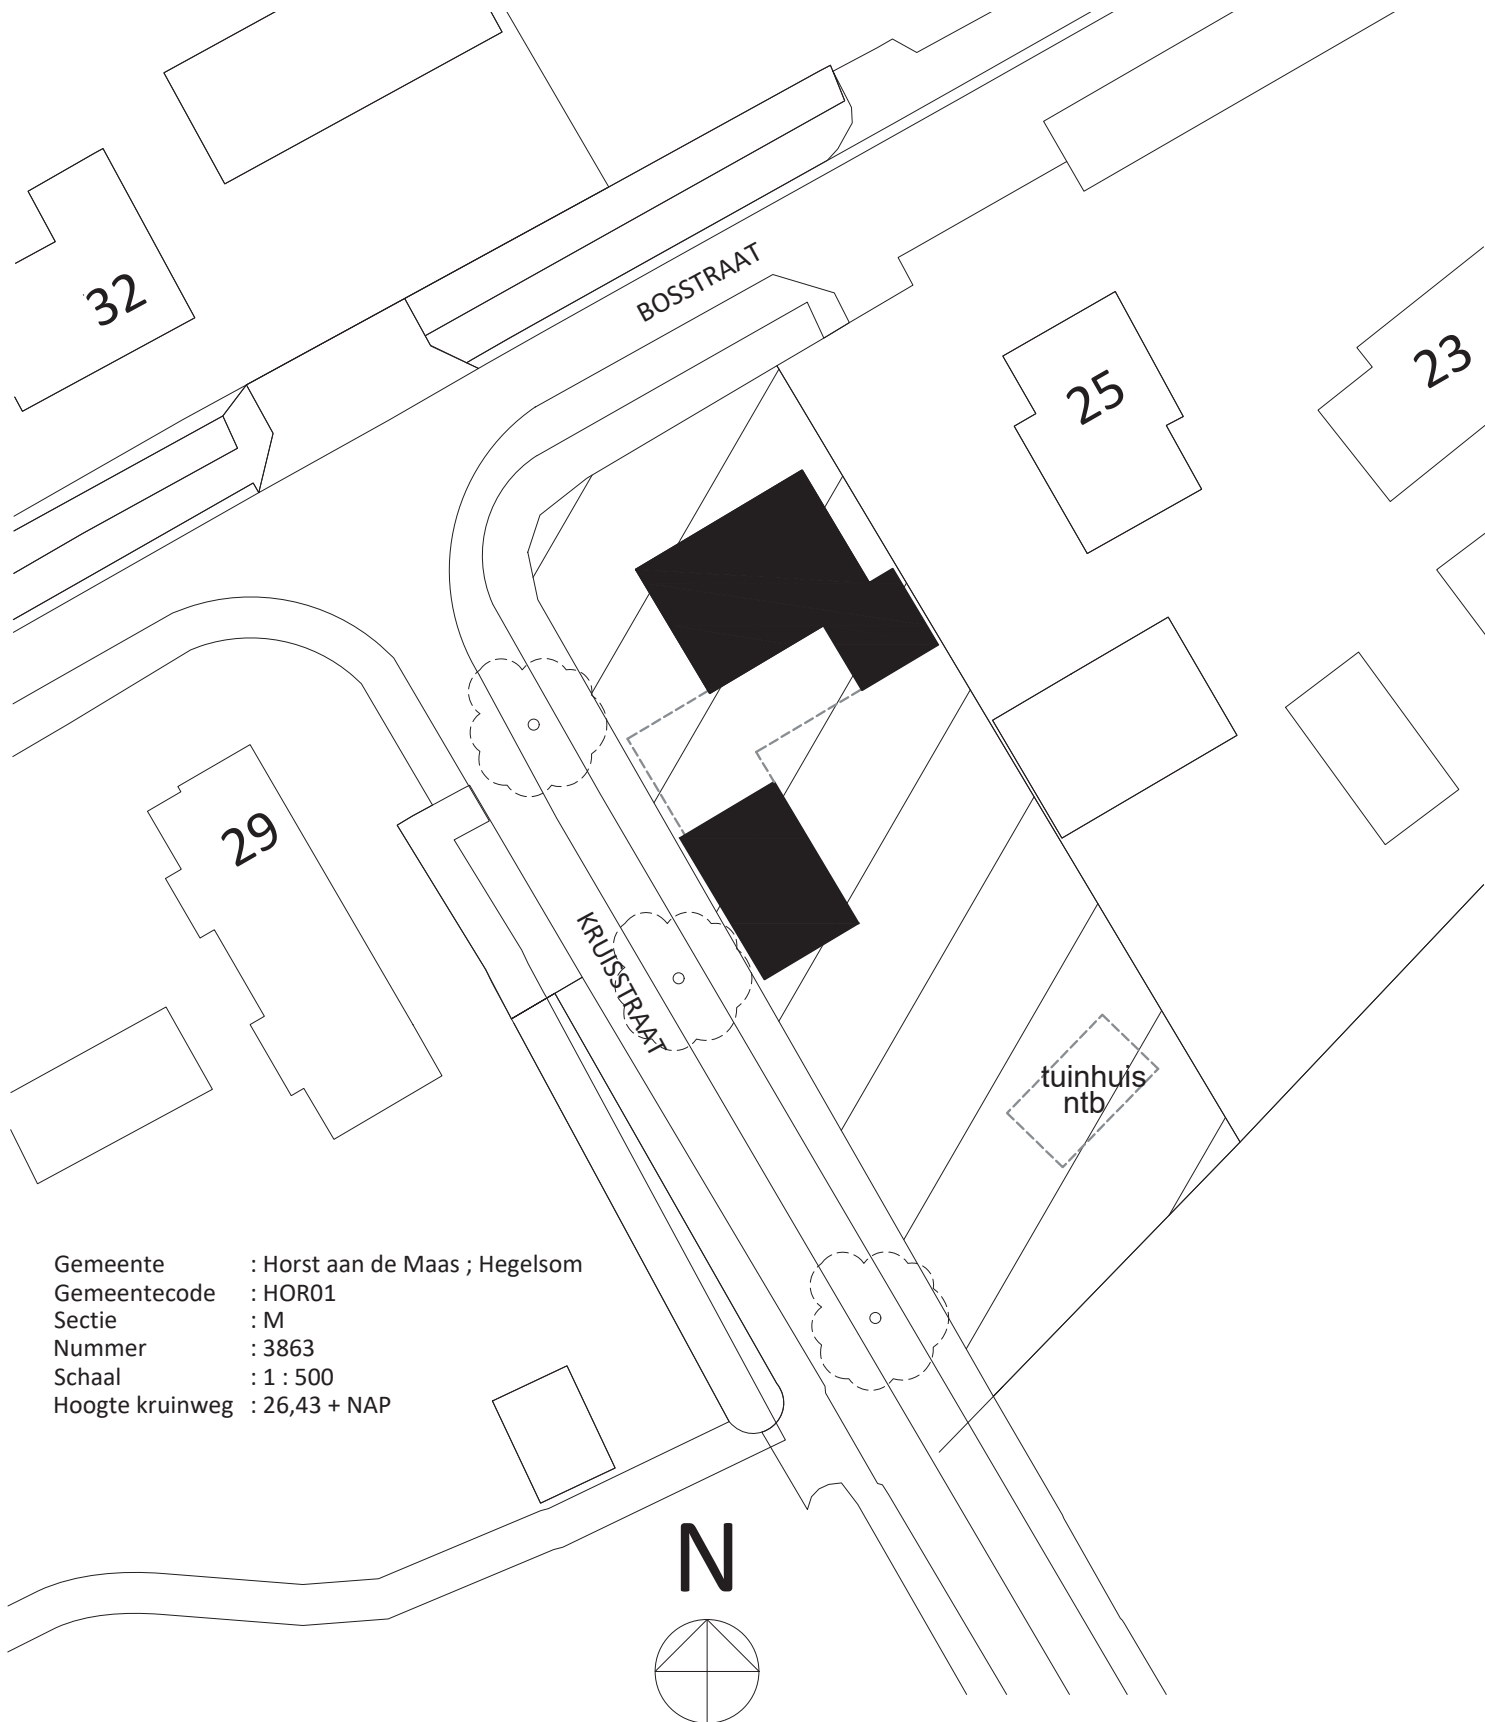 BOSSTRAAT
32
25
23
29
KRUISSTRAAT
tuinhuis
ntb
Gemeente : Horst aan de Maas ; Hegelsom
Gemeentecode : HOR01
Sectie : M
Nummer : 3863
Schaal : 1 : 500
Hoogte kruinweg : 26,43 + NAP
N